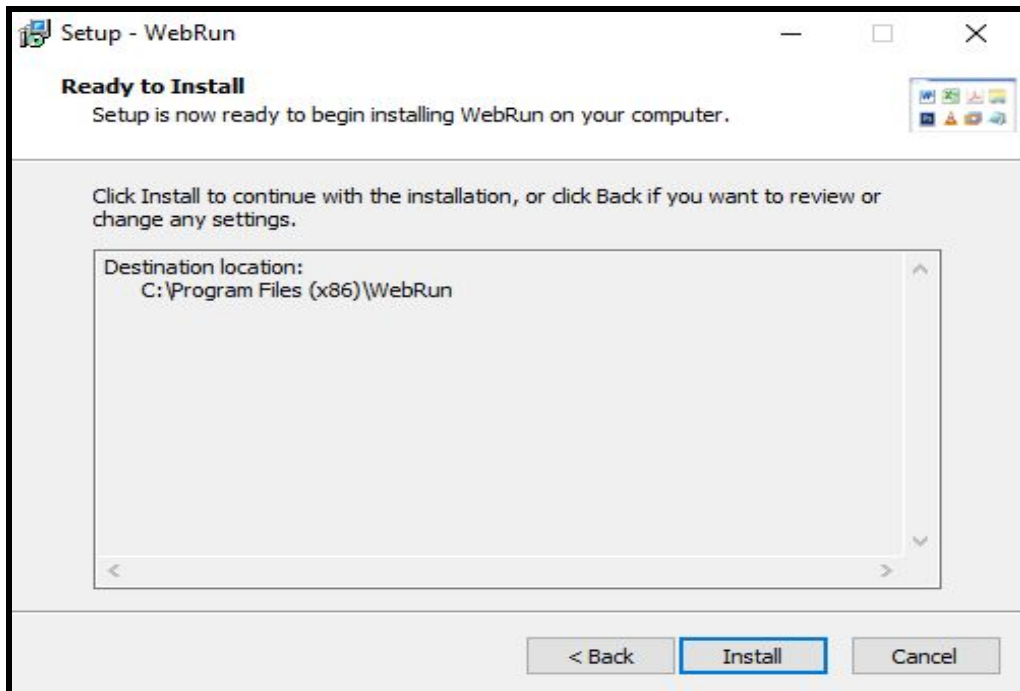 Setup - WebRun
Ready to Install
Setup is now ready to begin installing WebRun on your computer.
Click Install to continue with the installation, or click Back if you want to review or
change any settings.
Destination location:
C:\Program Files (x86)\WebRun
< Back
Install
Cancel